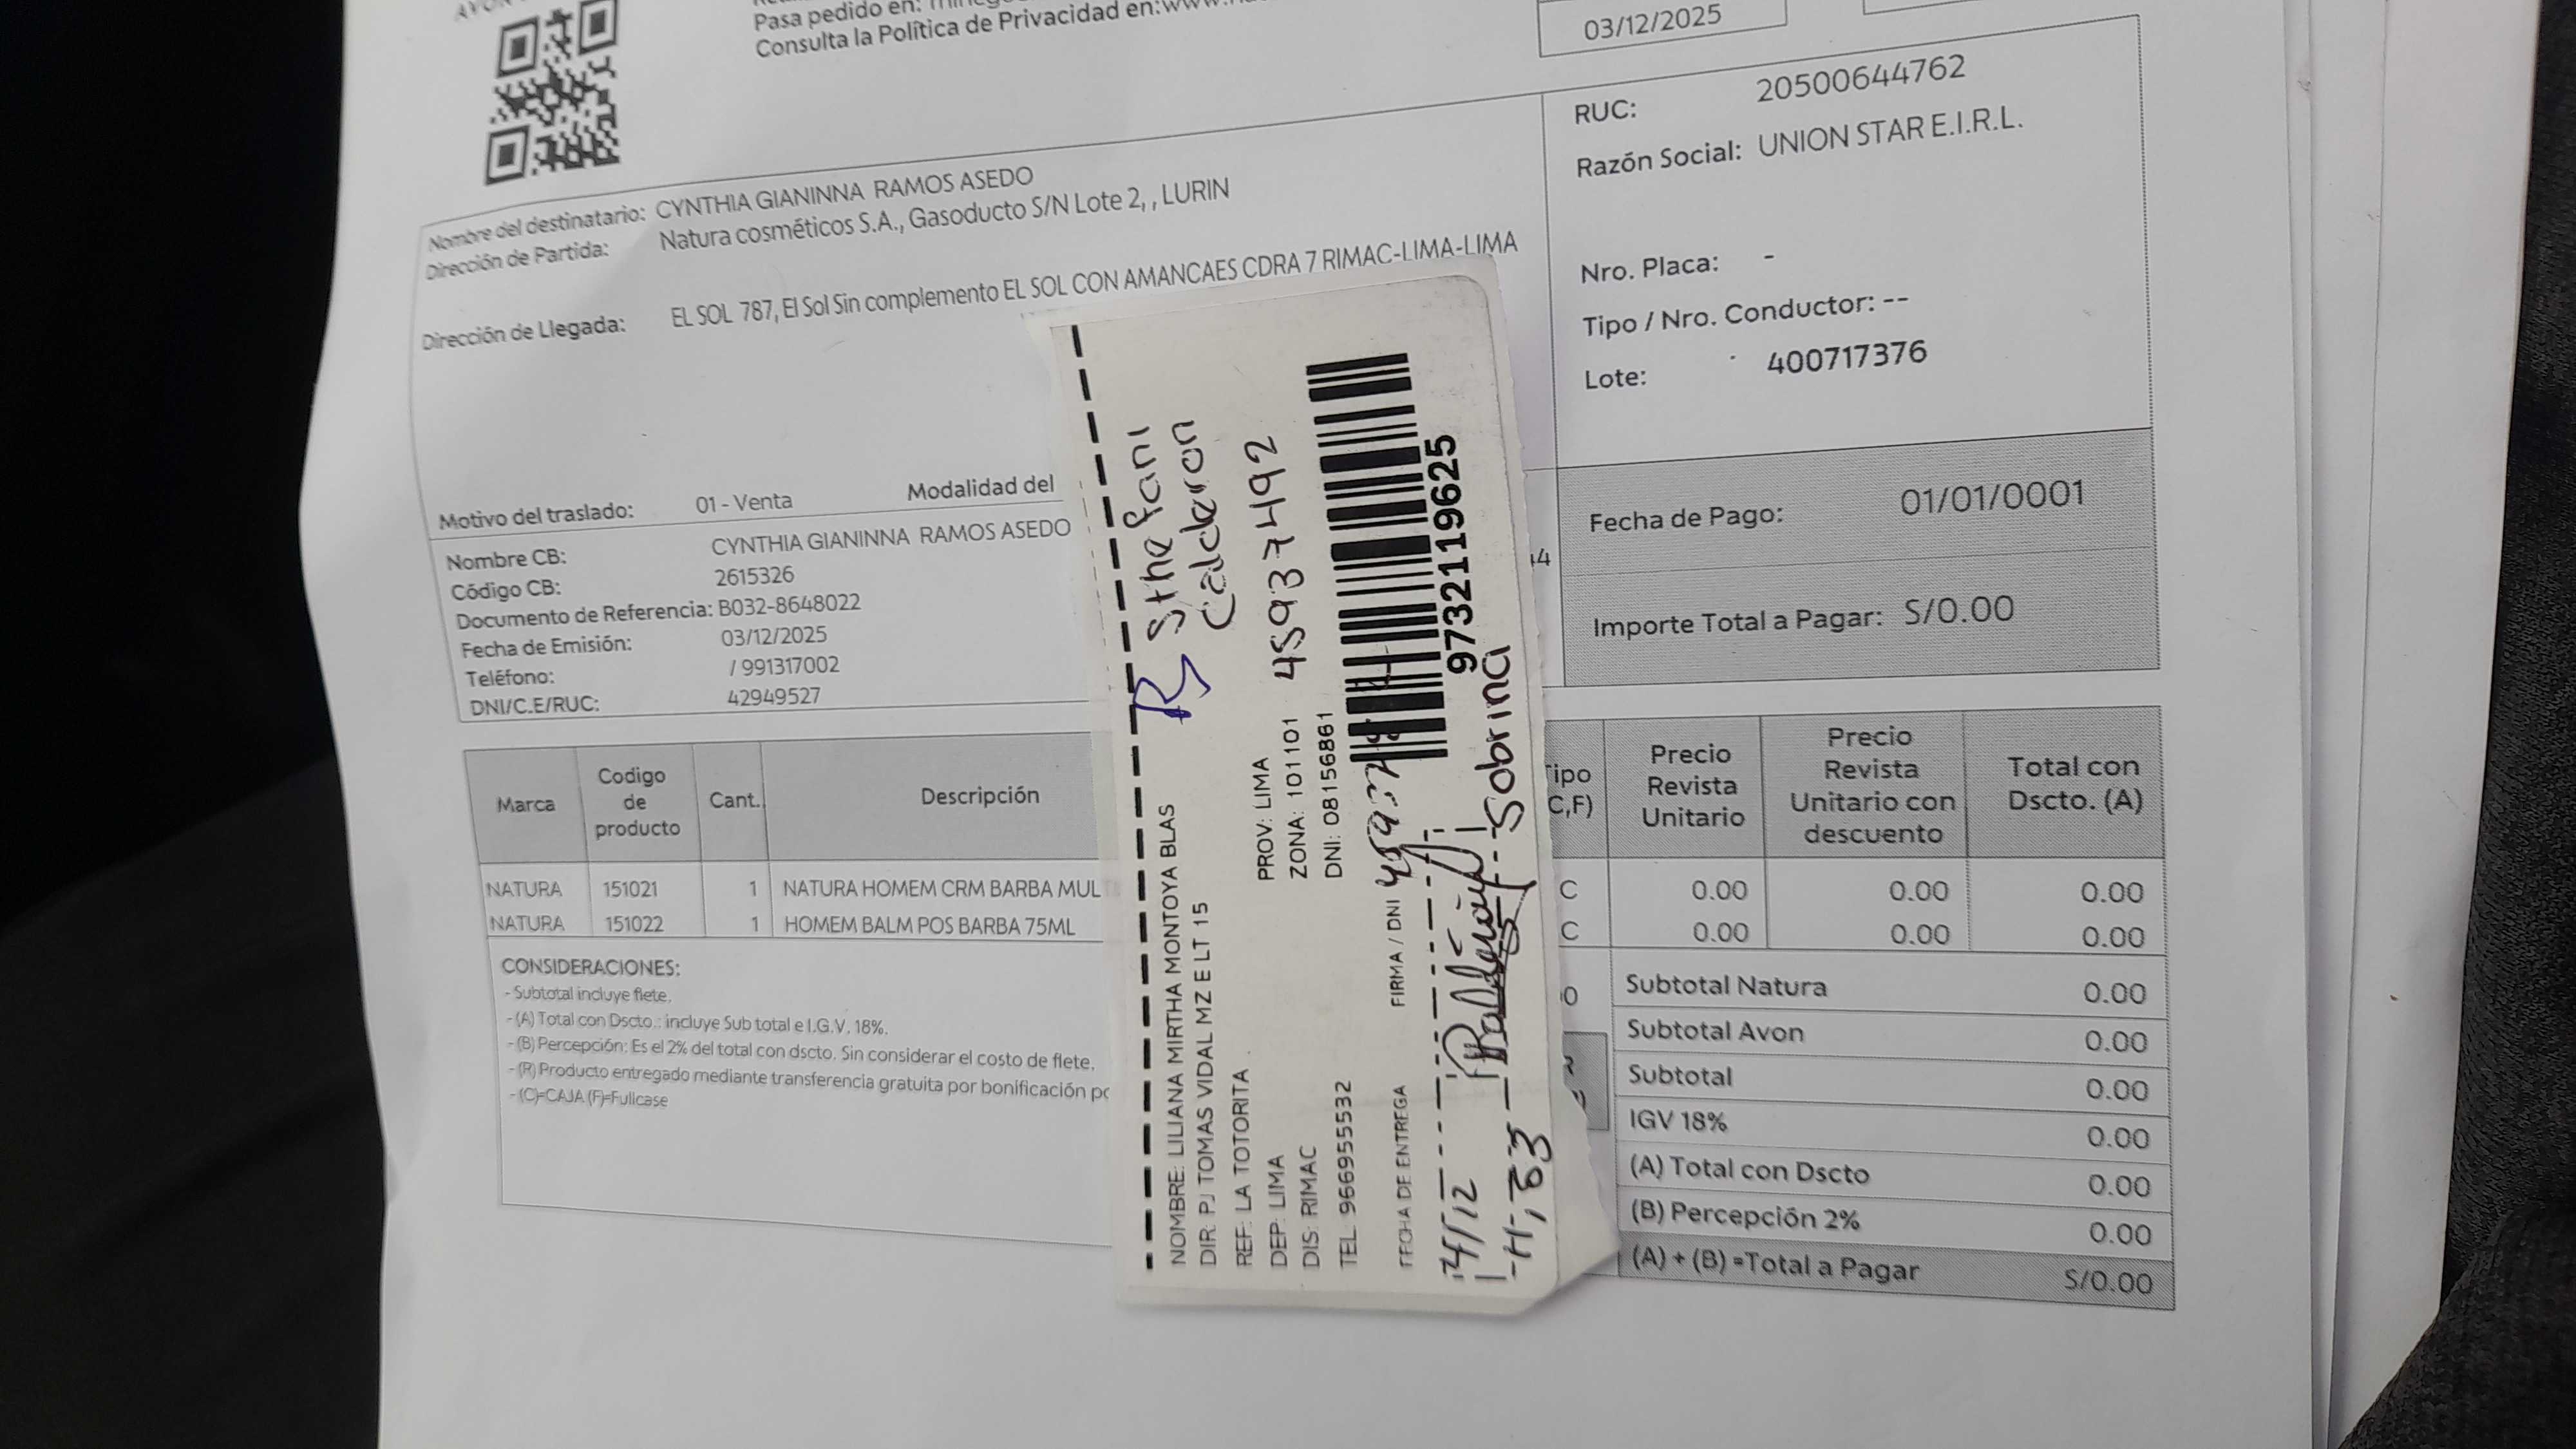 Pasa pedido en:
Consulta la Política de Privacidad en:www.
03/12/2025
RUC: 20500644762
Razón Social: UNION STAR E.I.R.L.
Nro. Placa: -
Tipo / Nro. Conductor: --
Lote: 400717376
Nombre del destinatario: CYNTHIA GIANINNA RAMOS ASEDO
Dirección de Partida: Natura cosméticos S.A., Gasoducto S/N Lote 2, , LURIN
Dirección de Llegada: EL SOL 787, El Sol Sin complemento EL SOL CON AMANCAES CDRA 7 RIMAC-LIMA-LIMA
Motivo del traslado: 01 - Venta Modalidad del
Nombre CB: CYNTHIA GIANINNA RAMOS ASEDO
Código CB: 2615326
Documento de Referencia: B032-8648022
Fecha de Emisión: 03/12/2025
Teléfono: / 991317002
DNI/C.E/RUC: 42949527
Fecha de Pago: 01/01/0001
Importe Total a Pagar: S/0.00
Marca Codigo de producto Cant. Descripción Precio Revista Unitario Precio Revista Unitario con descuento Total con Dscto. (A)
NATURA 151021 1 NATURA HOMEM CRM BARBA MUL C 0.00 0.00 0.00
NATURA 151022 1 HOMEM BALM POS BARBA 75ML C 0.00 0.00 0.00
CONSIDERACIONES:
- Subtotal incluye flete.
- (A) Total con Dscto.: incluye Sub total e I.G.V. 18%.
- (B) Percepción: Es el 2% del total con dscto. Sin considerar el costo de flete.
- (R) Producto entregado mediante transferencia gratuita por bonificación
- (C)=CAJA (F)=Fullcase
Subtotal Natura 0.00
Subtotal Avon 0.00
Subtotal 0.00
IGV 18% 0.00
(A) Total con Dscto 0.00
(B) Percepción 2% 0.00
(A) + (B) =Total a Pagar S/0.00
Sthefani
Calderon
45937492
NOMBRE: LILIANA MIRTHA MONTOYA BLAS
DIR: PJ TOMAS VIDAL MZ E LT 15
REF: LA TOTORITA
DEP: LIMA PROV: LIMA
DIS: RIMAC ZONA: 101101
TEL: 9669555532 DNI: 08156861
FECHA DE ENTREGA FIRMA / DNI
9732119625
Sobrina